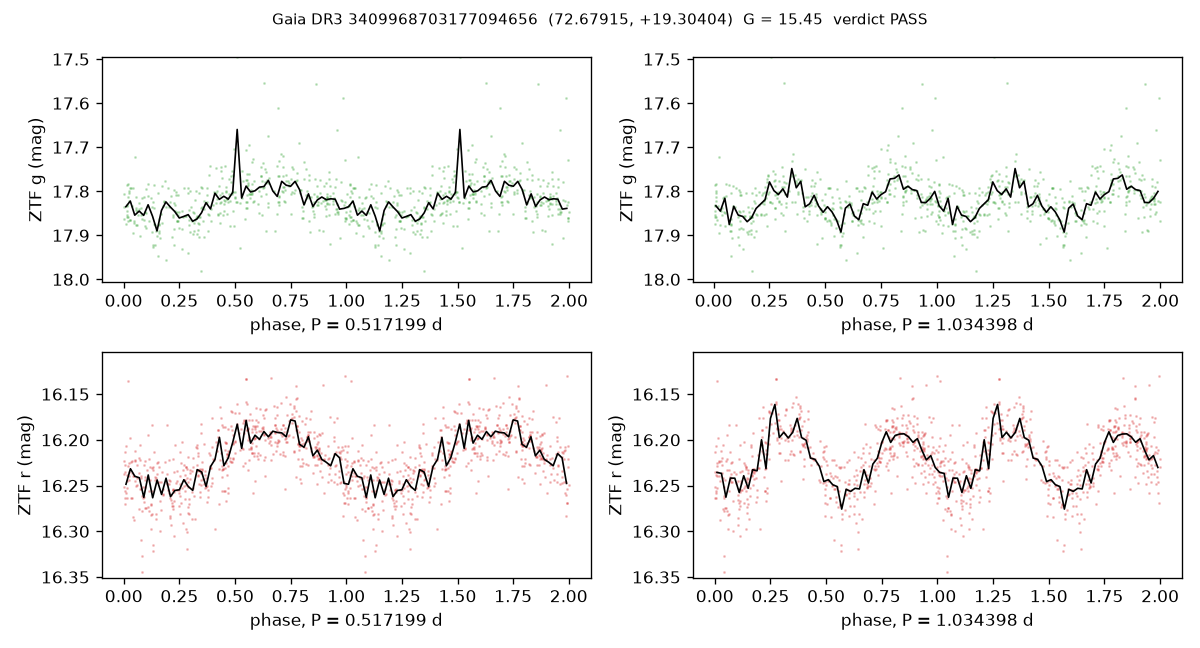 Gaia DR3 3409968703177094656  (72.67915, +19.30404)  G = 15.45  verdict PASS
ZTF g (mag)
17.5
17.6
17.7
17.8
17.9
18.0
0.00 0.25 0.50 0.75 1.00 1.25 1.50 1.75 2.00
phase, P = 0.517199 d
ZTF g (mag)
17.5
17.6
17.7
17.8
17.9
18.0
0.00 0.25 0.50 0.75 1.00 1.25 1.50 1.75 2.00
phase, P = 1.034398 d
ZTF r (mag)
16.15
16.20
16.25
16.30
16.35
0.00 0.25 0.50 0.75 1.00 1.25 1.50 1.75 2.00
phase, P = 0.517199 d
ZTF r (mag)
16.15
16.20
16.25
16.30
16.35
0.00 0.25 0.50 0.75 1.00 1.25 1.50 1.75 2.00
phase, P = 1.034398 d